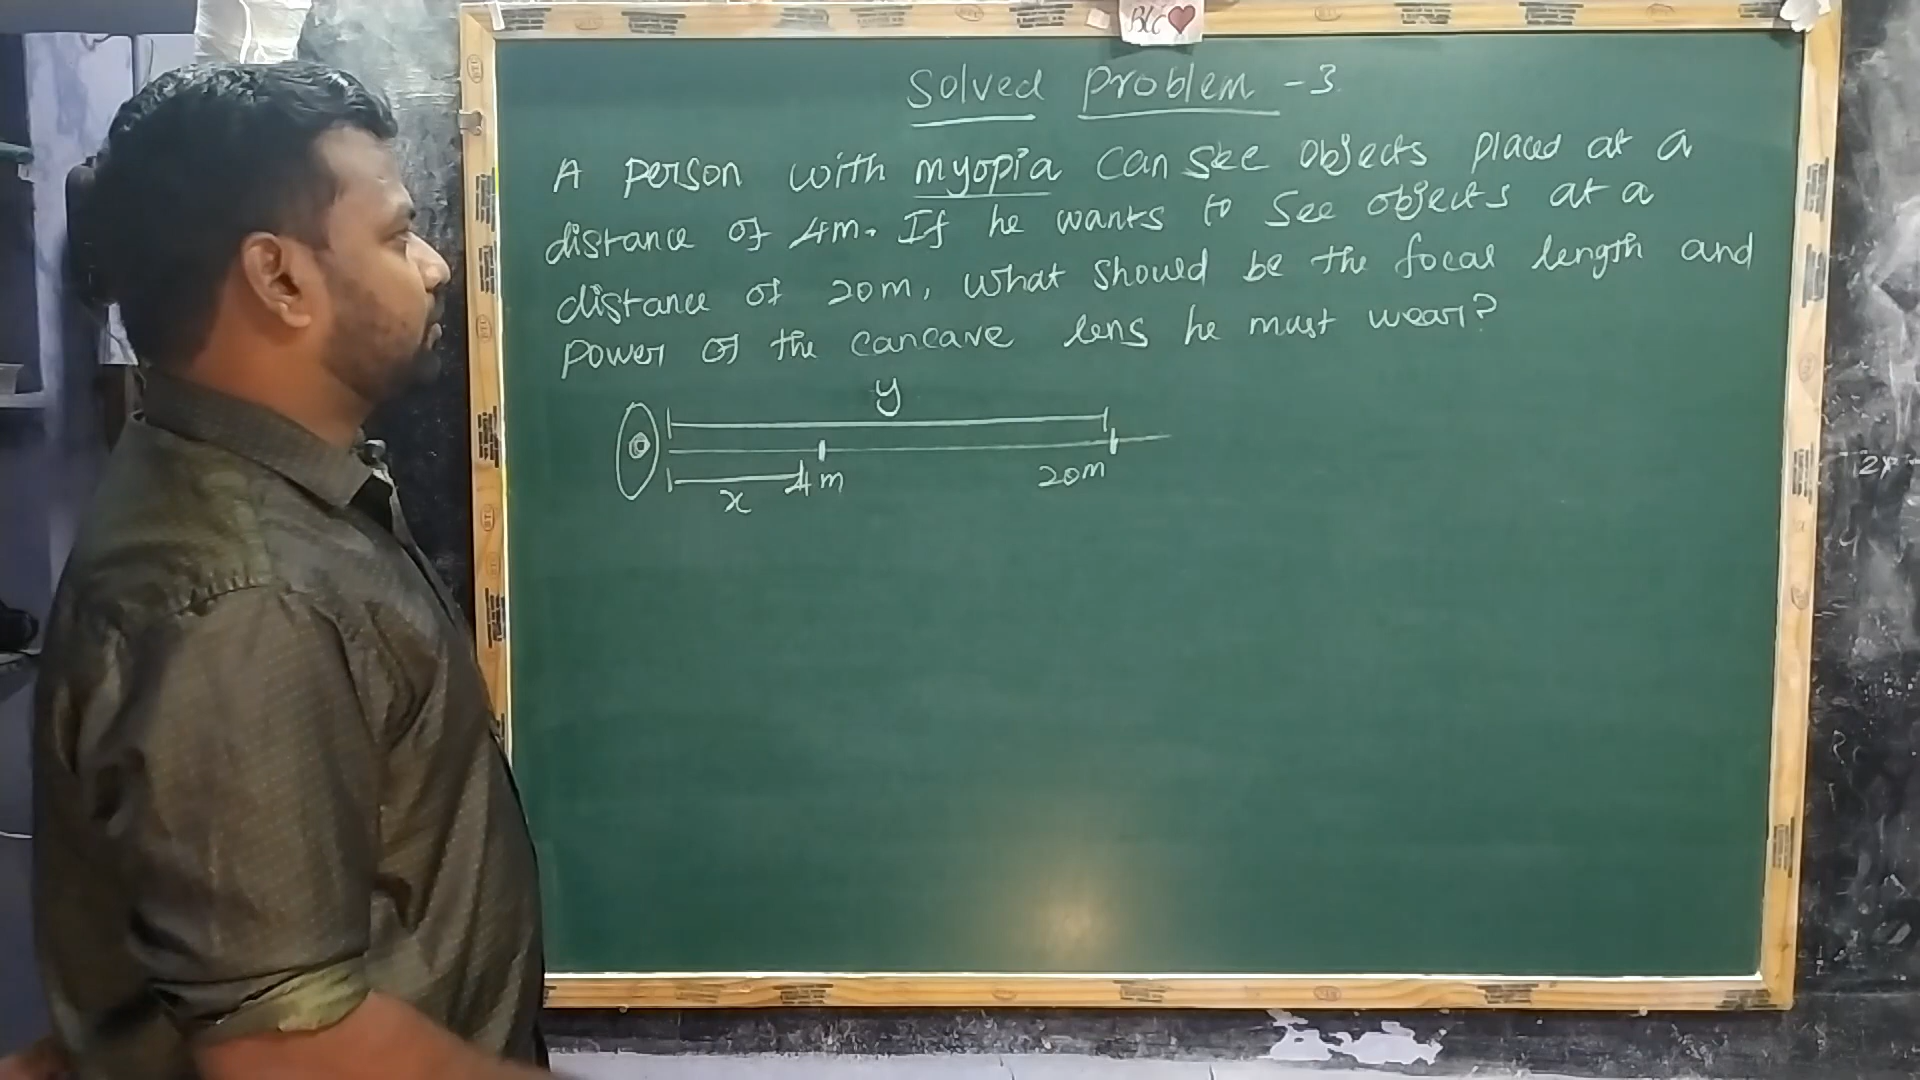 Blc
Solved Problem -3
A person with myopia can see objects placed at a
distance of 4m. If he wants to see objects at a
distance of 20m, what should be the focal length and
Power of the cancave lens he must wear?
y
x 4m 20m